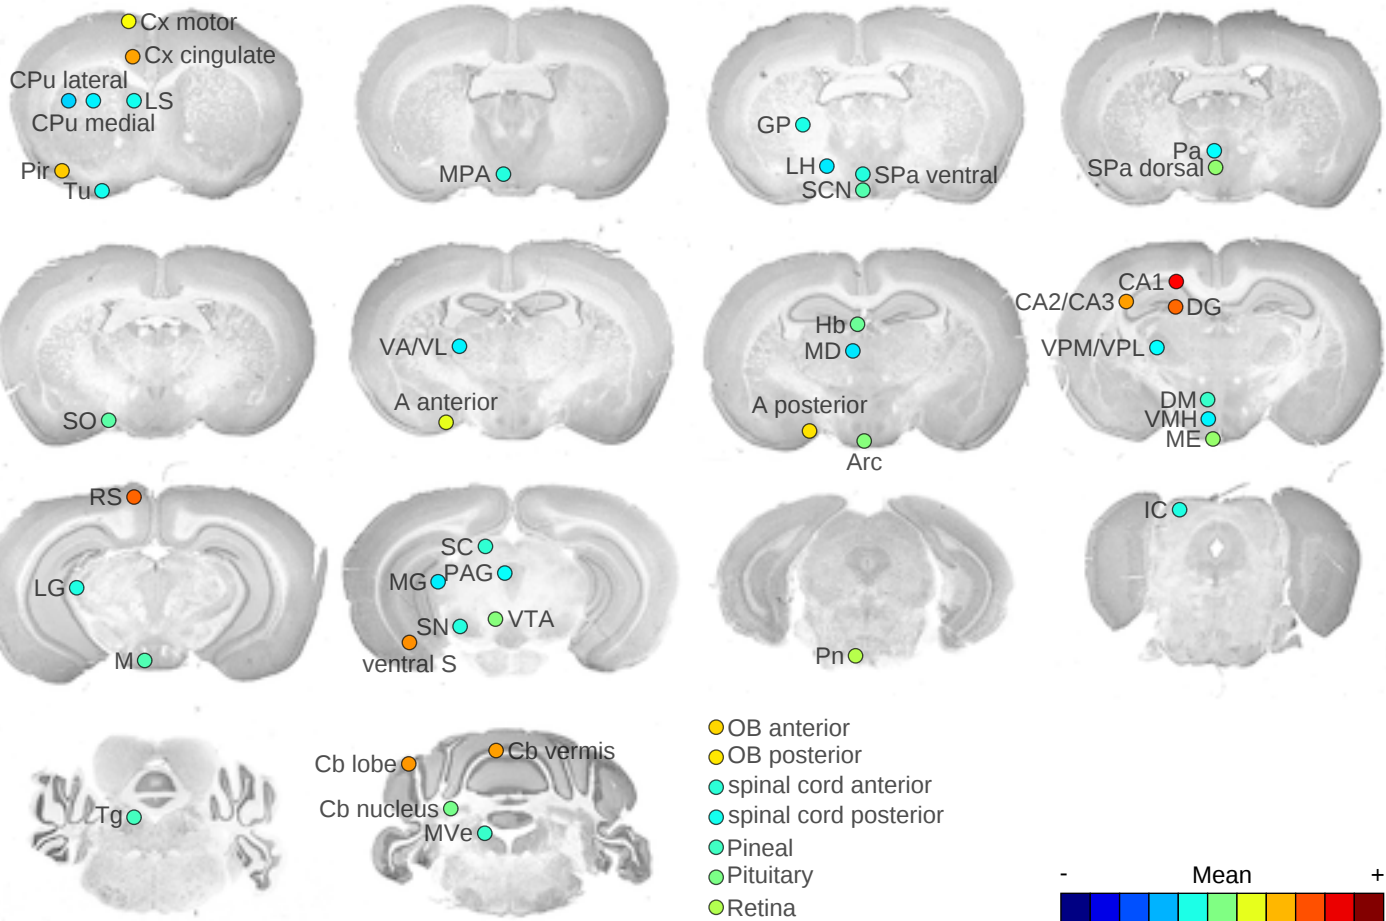 Cx motor
Cx cingulate
CPu lateral
LS
CPu medial
Pir
Tu
MPA
GP
LH
SPa ventral
SCN
Pa
SPa dorsal
SO
VA/VL
A anterior
Hb
MD
A posterior
Arc
CA1
CA2/CA3
DG
VPM/VPL
DM
VMH
ME
RS
LG
M
SC
MG
PAG
SN
VTA
ventral S
Pn
IC
Tg
Cb lobe
Cb vermis
Cb nucleus
MVe
OB anterior
OB posterior
spinal cord anterior
spinal cord posterior
Pineal
Pituitary
Retina
- Mean +